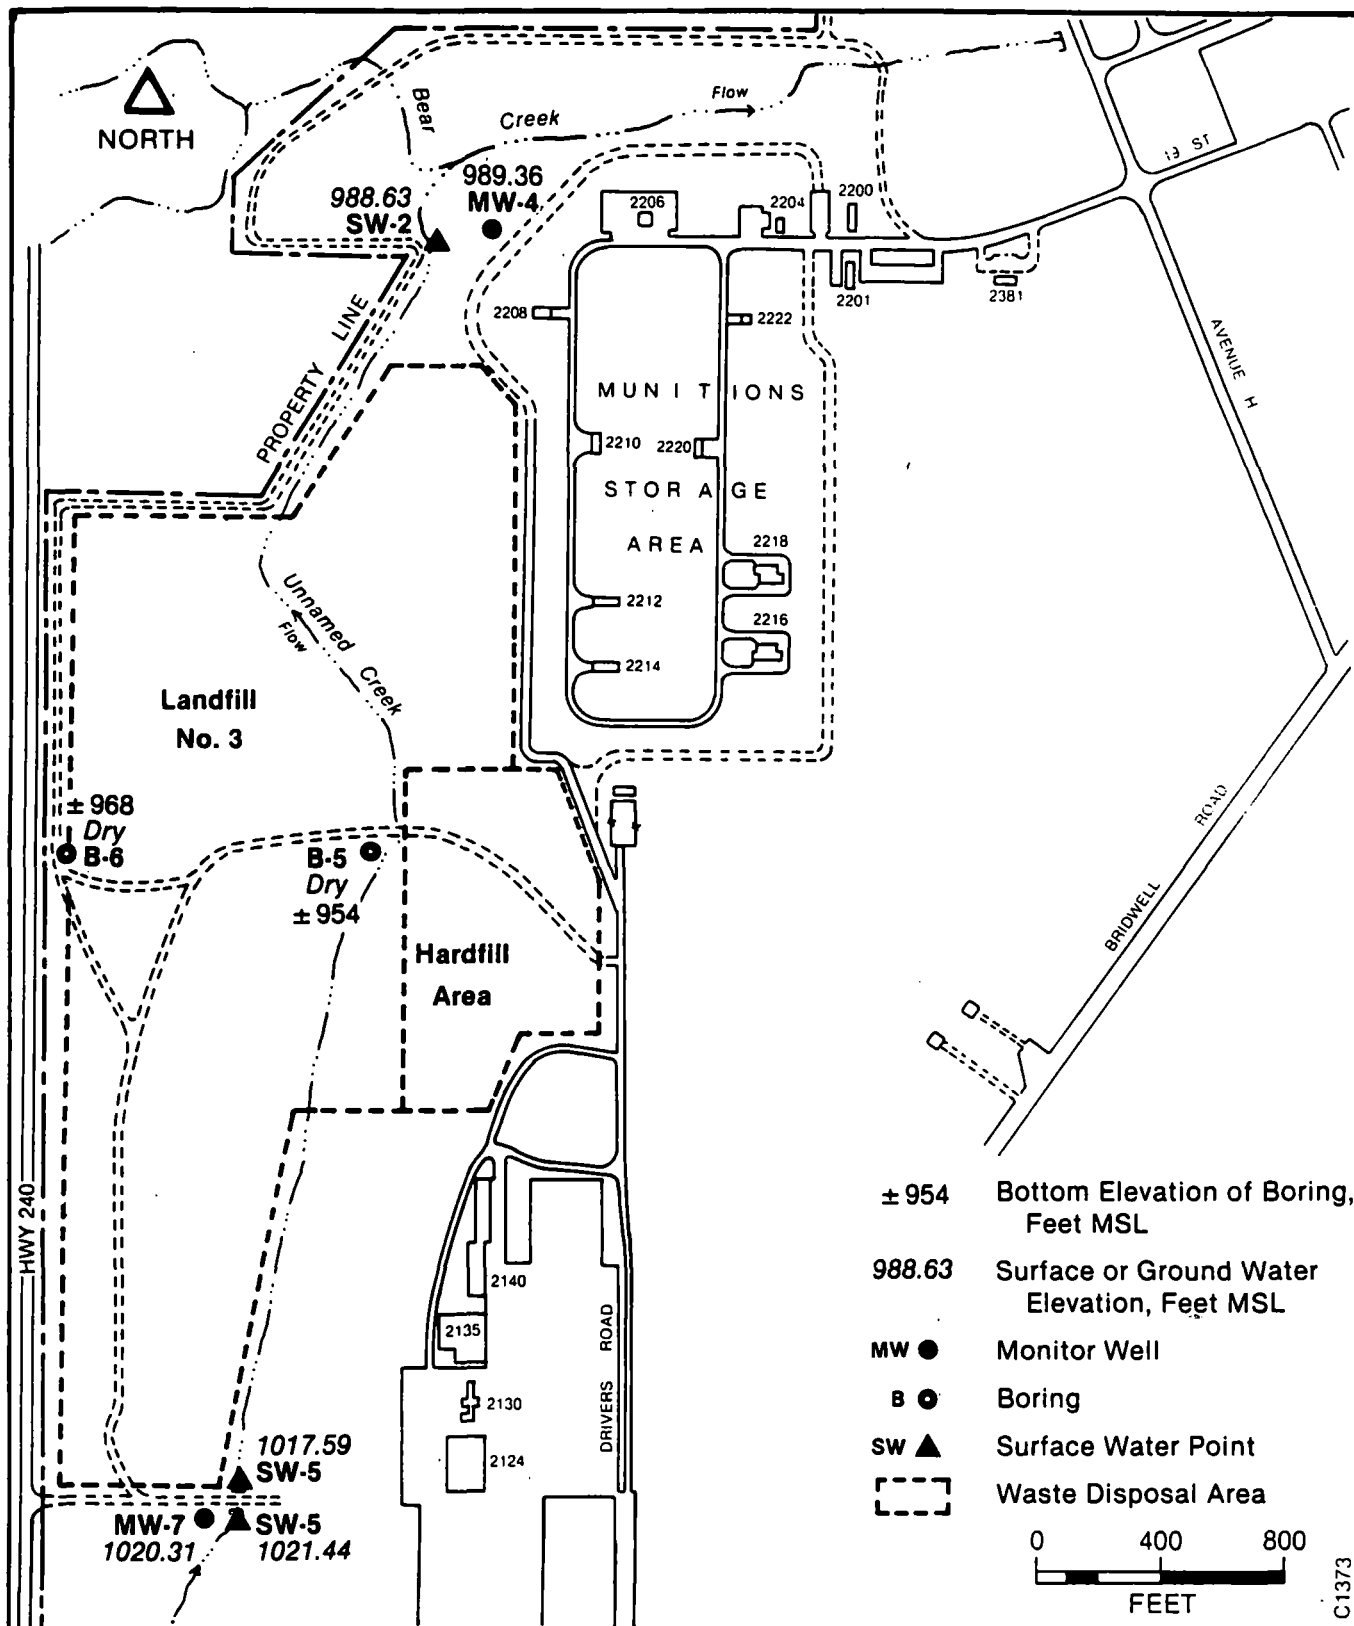 NORTH
Bear
Creek
Flow
19 ST
989.36
MW-4
988.63
SW-2
2206
2204
2200
2201
2381
2208
2222
PROPERTY LINE
AVENUE H
MUNITIONS
2210
2220
STORAGE
AREA
2218
2212
2216
2214
Unnamed Creek
Flow
Landfill
No. 3
± 968
Dry
B-6
B-5
Dry
± 954
Hardfill
Area
BRIDWELL ROAD
HWY 240
2140
2135
2130
2124
DRIVERS ROAD
1017.59
SW-5
MW-7
1020.31
SW-5
1021.44
± 954 Bottom Elevation of Boring,
Feet MSL
988.63 Surface or Ground Water
Elevation, Feet MSL
MW Monitor Well
B Boring
SW Surface Water Point
Waste Disposal Area
0 400 800
FEET
C1373